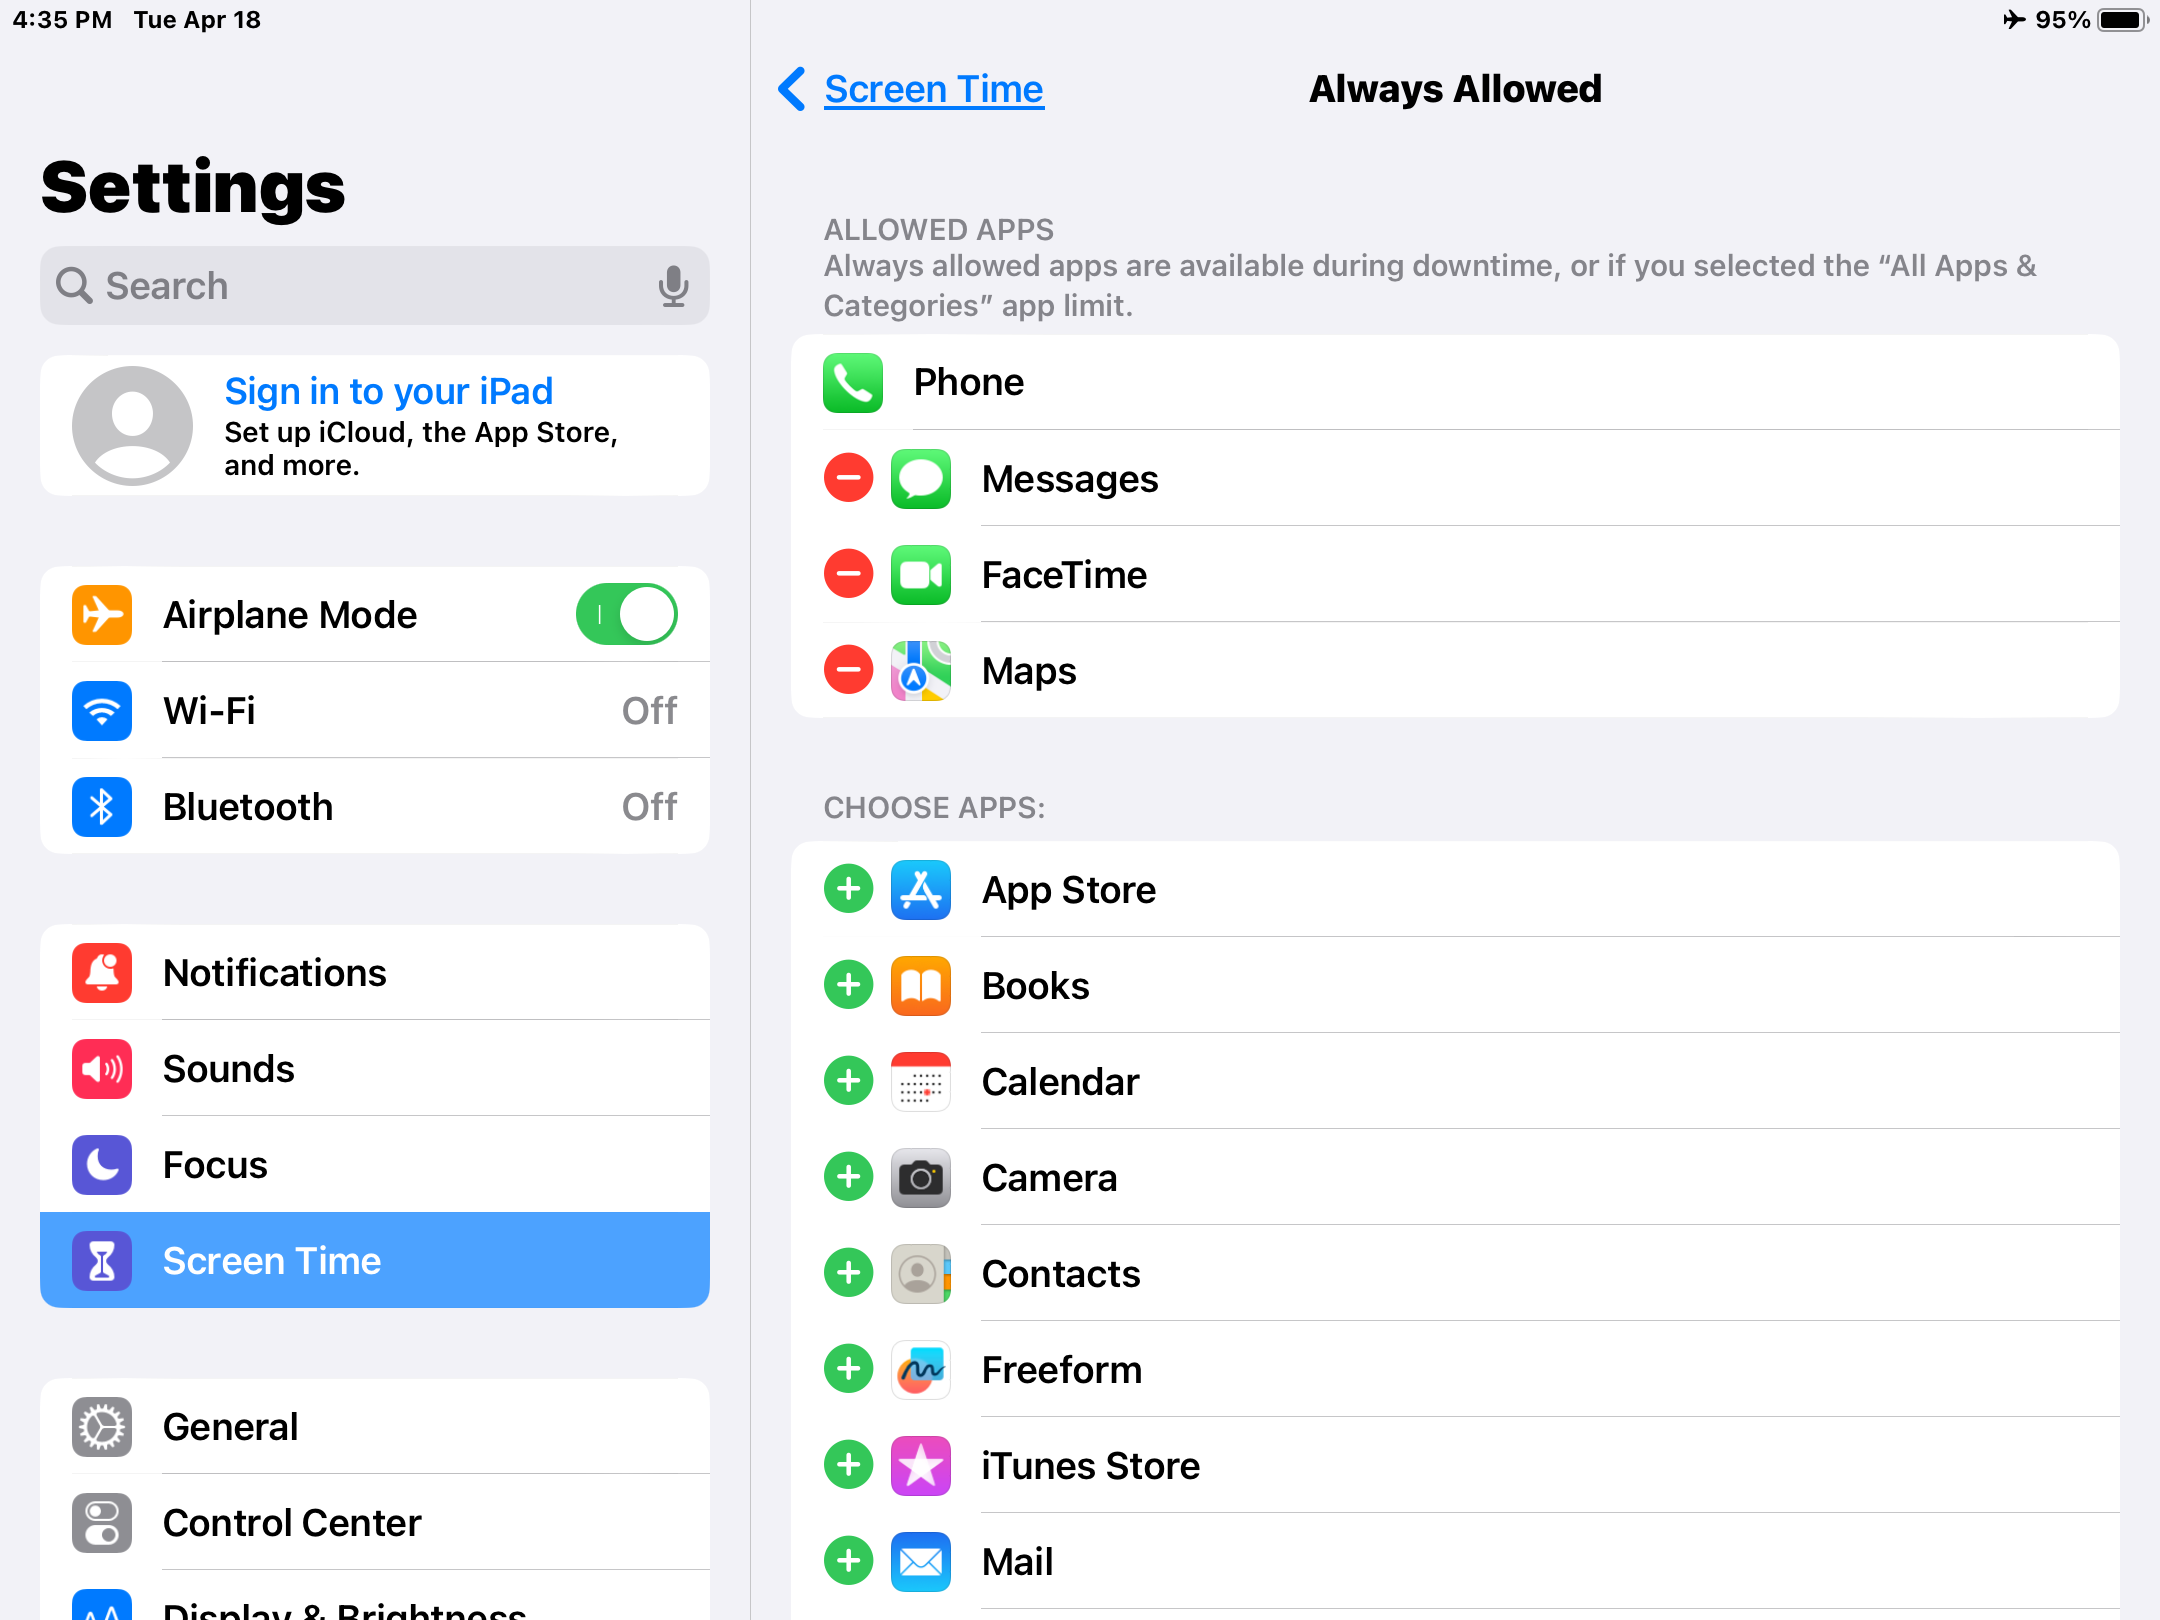 4:35 PM Tue Apr 18
95%
Settings
Search
Sign in to your iPad
Set up iCloud, the App Store,
and more.
Airplane Mode
Wi-Fi Off
Bluetooth Off
Notifications
Sounds
Focus
Screen Time
General
Control Center
Display & Brightness
Screen Time
Always Allowed
ALLOWED APPS
Always allowed apps are available during downtime, or if you selected the “All Apps &
Categories” app limit.
Phone
Messages
FaceTime
Maps
CHOOSE APPS:
App Store
Books
Calendar
Camera
Contacts
Freeform
iTunes Store
Mail